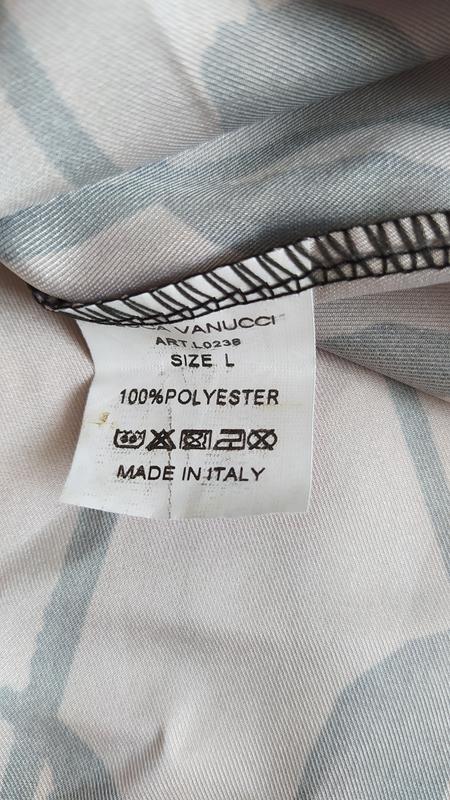 VANUCCI
ART.L0238
SIZE L
100%POLYESTER
MADE IN ITALY